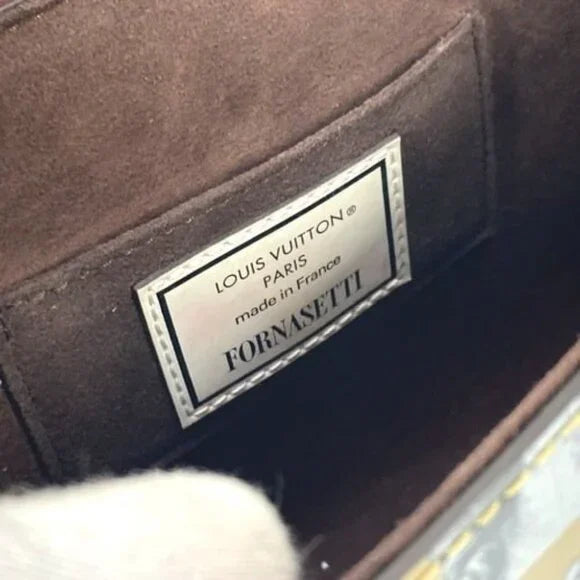 LOUIS VUITTON®
PARIS
made in France
FORNASETTI